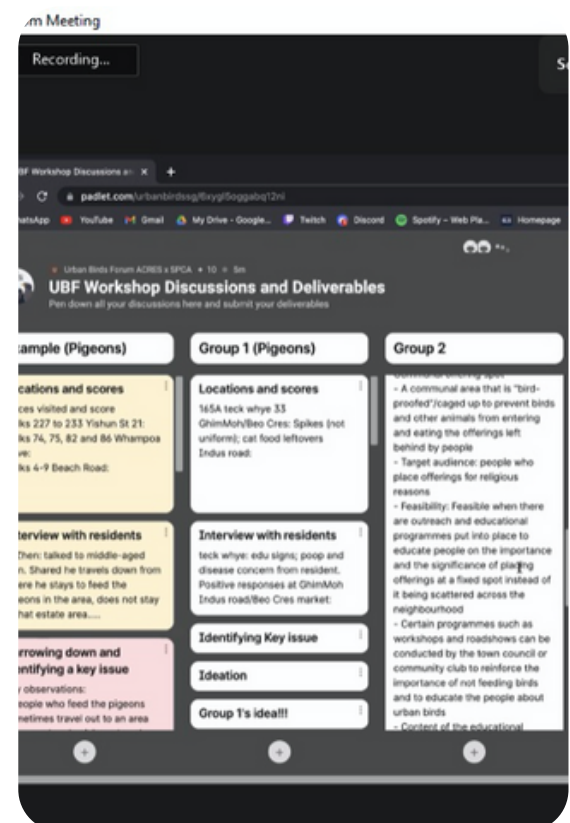 m Meeting
Recording...
UBF Workshop Discussions an
padlet.com/urbanbirdssg/
YouTube
Gmail
My Drive - Google...
Twitch
Discord
Spotify – Web Pla...
Homepage
Urban Birds Forum ACRES x SPCA • 10 • 5m
UBF Workshop Discussions and Deliverables
Pen down all your discussions here and submit your deliverables
ample (Pigeons)
cations and scores
ces visited and score
ks 227 to 233 Yishun St 21:
ks 74, 75, 82 and 86 Whampoa
ve:
ks 4-9 Beach Road:
terview with residents
hen: talked to middle-aged
n. Shared he travels down from
ere he stays to feed the
eons in the area, does not stay
hat estate area.....
rrowing down and
entifying a key issue
observations:
eople who feed the pigeons
metimes travel out to an area
Group 1 (Pigeons)
Locations and scores
165A teck whye 33
GhimMoh/Beo Cres: Spikes (not
uniform); cat food leftovers
Indus road:
Interview with residents
teck whye: edu signs; poop and
disease concern from resident.
Positive responses at GhimMoh
Indus road/Beo Cres market:
Identifying Key issue
Ideation
Group 1's idea!!!
Group 2
- A communal area that is "bird-
proofed"/caged up to prevent birds
and other animals from entering
and eating the offerings left
behind by people
- Target audience: people who
place offerings for religious
reasons
- Feasibility: Feasible when there
are outreach and educational
programmes put into place to
educate people on the importance
and the significance of placing
offerings at a fixed spot instead of
it being scattered across the
neighbourhood
- Certain programmes such as
workshops and roadshows can be
conducted by the town council or
community club to reinforce the
importance of not feeding birds
and to educate the people about
urban birds
- Content of the educational